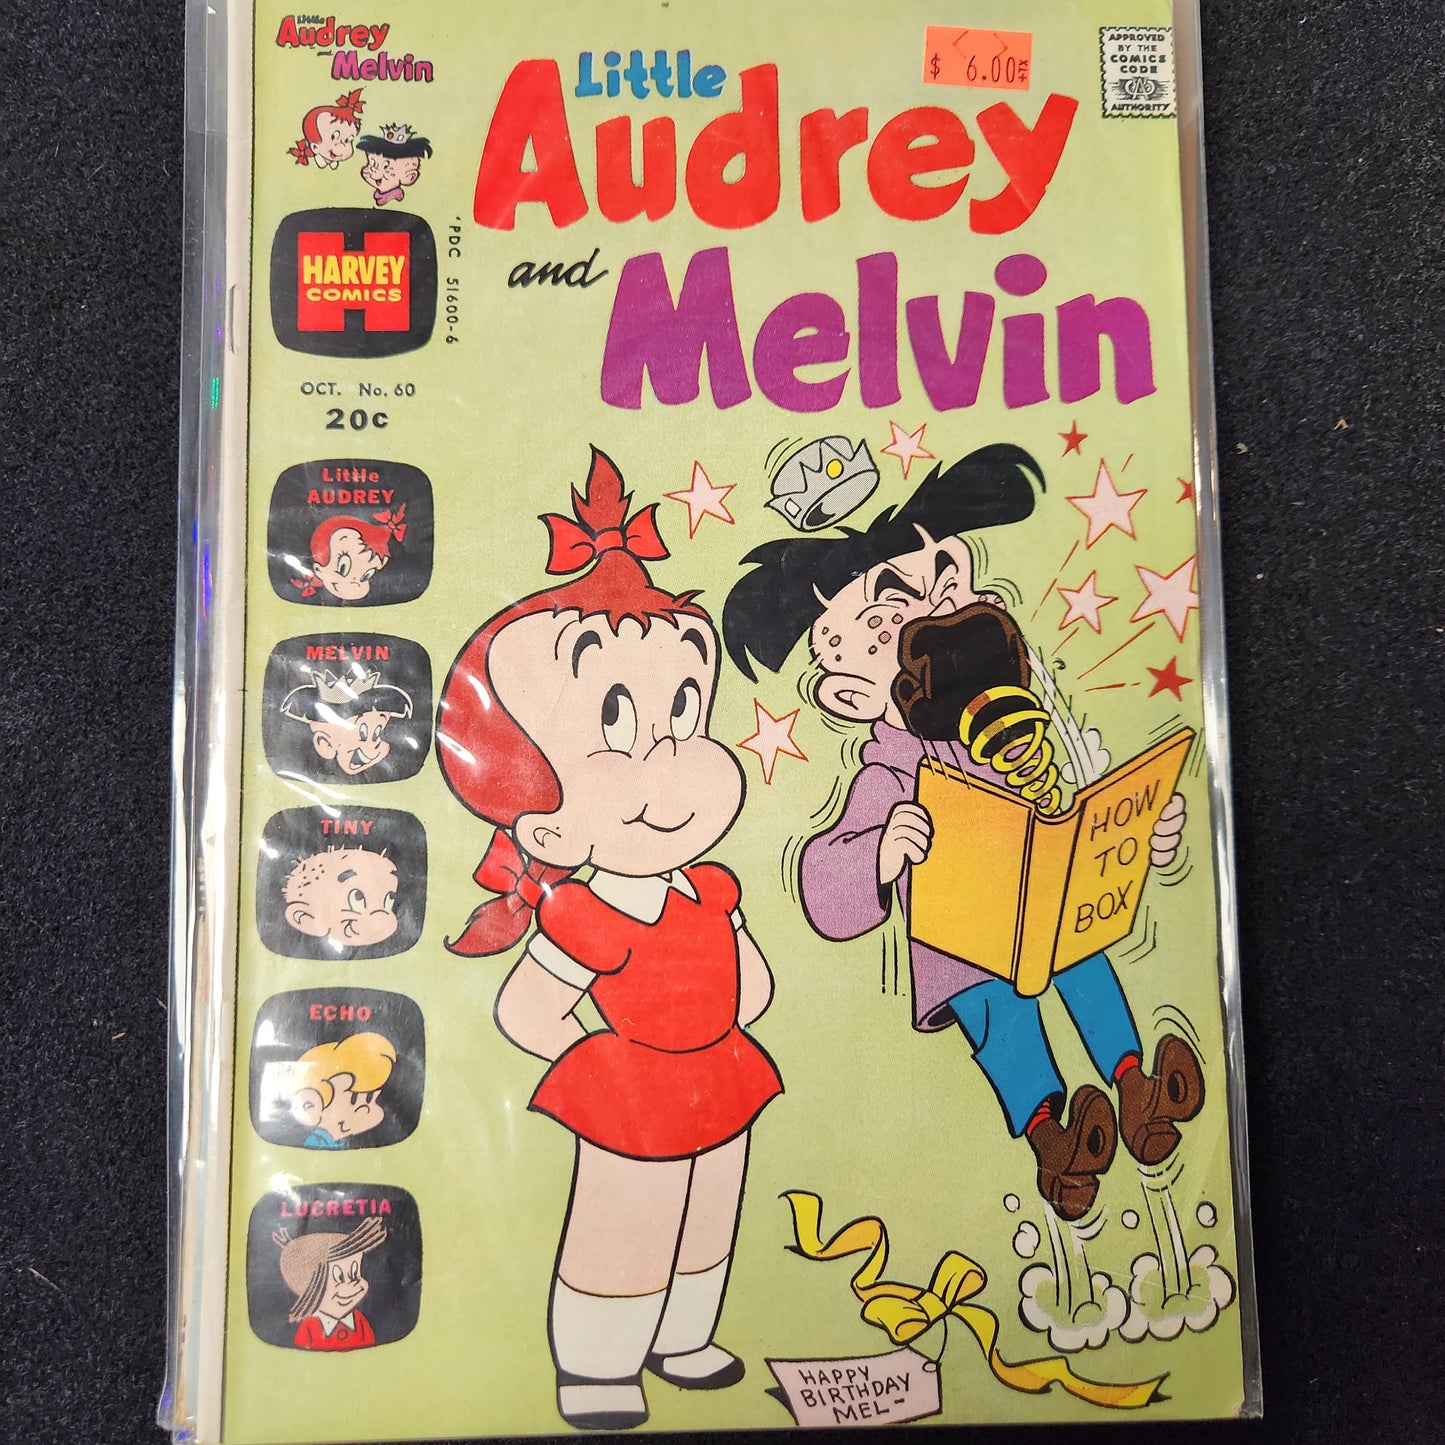 Little
Audrey
and
Melvin
$ 6.00
APPROVED
BY THE
COMICS
CODE
CA
AUTHORITY
Little
Audrey
and
Melvin
HARVEY
COMICS
'PDC 51600-6
OCT. No. 60
20c
Little
AUDREY
MELVIN
TINY
ECHO
LUCRETIA
HOW
TO
BOX
HAPPY
BIRTHDAY
MEL-